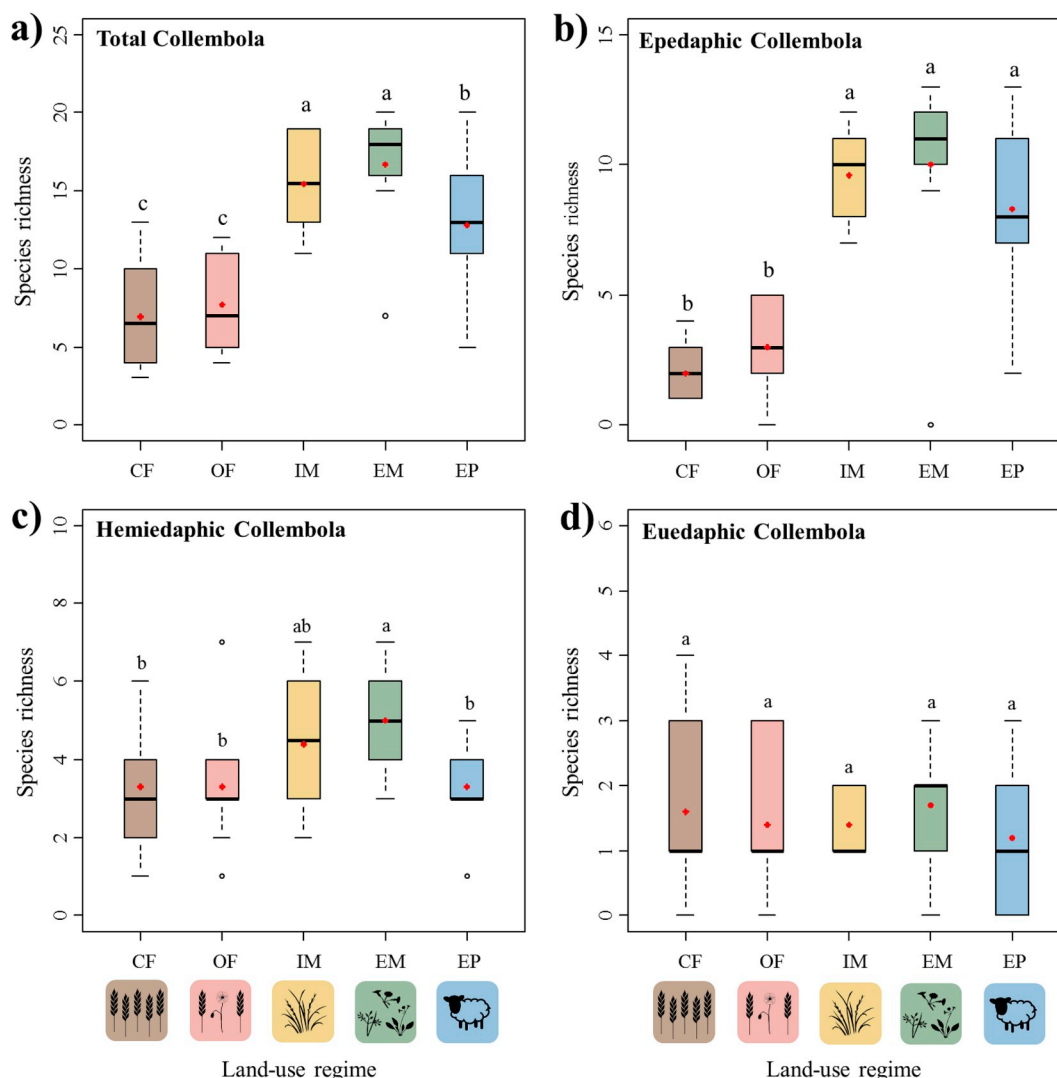 a)
Total Collembola
Species richness
25
20
15
10
5
0
c
c
a
a
b
CF OF IM EM EP
b)
Epedaphic Collembola
Species richness
15
10
5
0
b
b
a
a
a
CF OF IM EM EP
c)
Hemiedaphic Collembola
Species richness
10
8
6
4
2
0
b
b
ab
a
b
CF OF IM EM EP
Land-use regime
d)
Euedaphic Collembola
Species richness
6
5
4
3
2
1
0
a
a
a
a
a
CF OF IM EM EP
Land-use regime